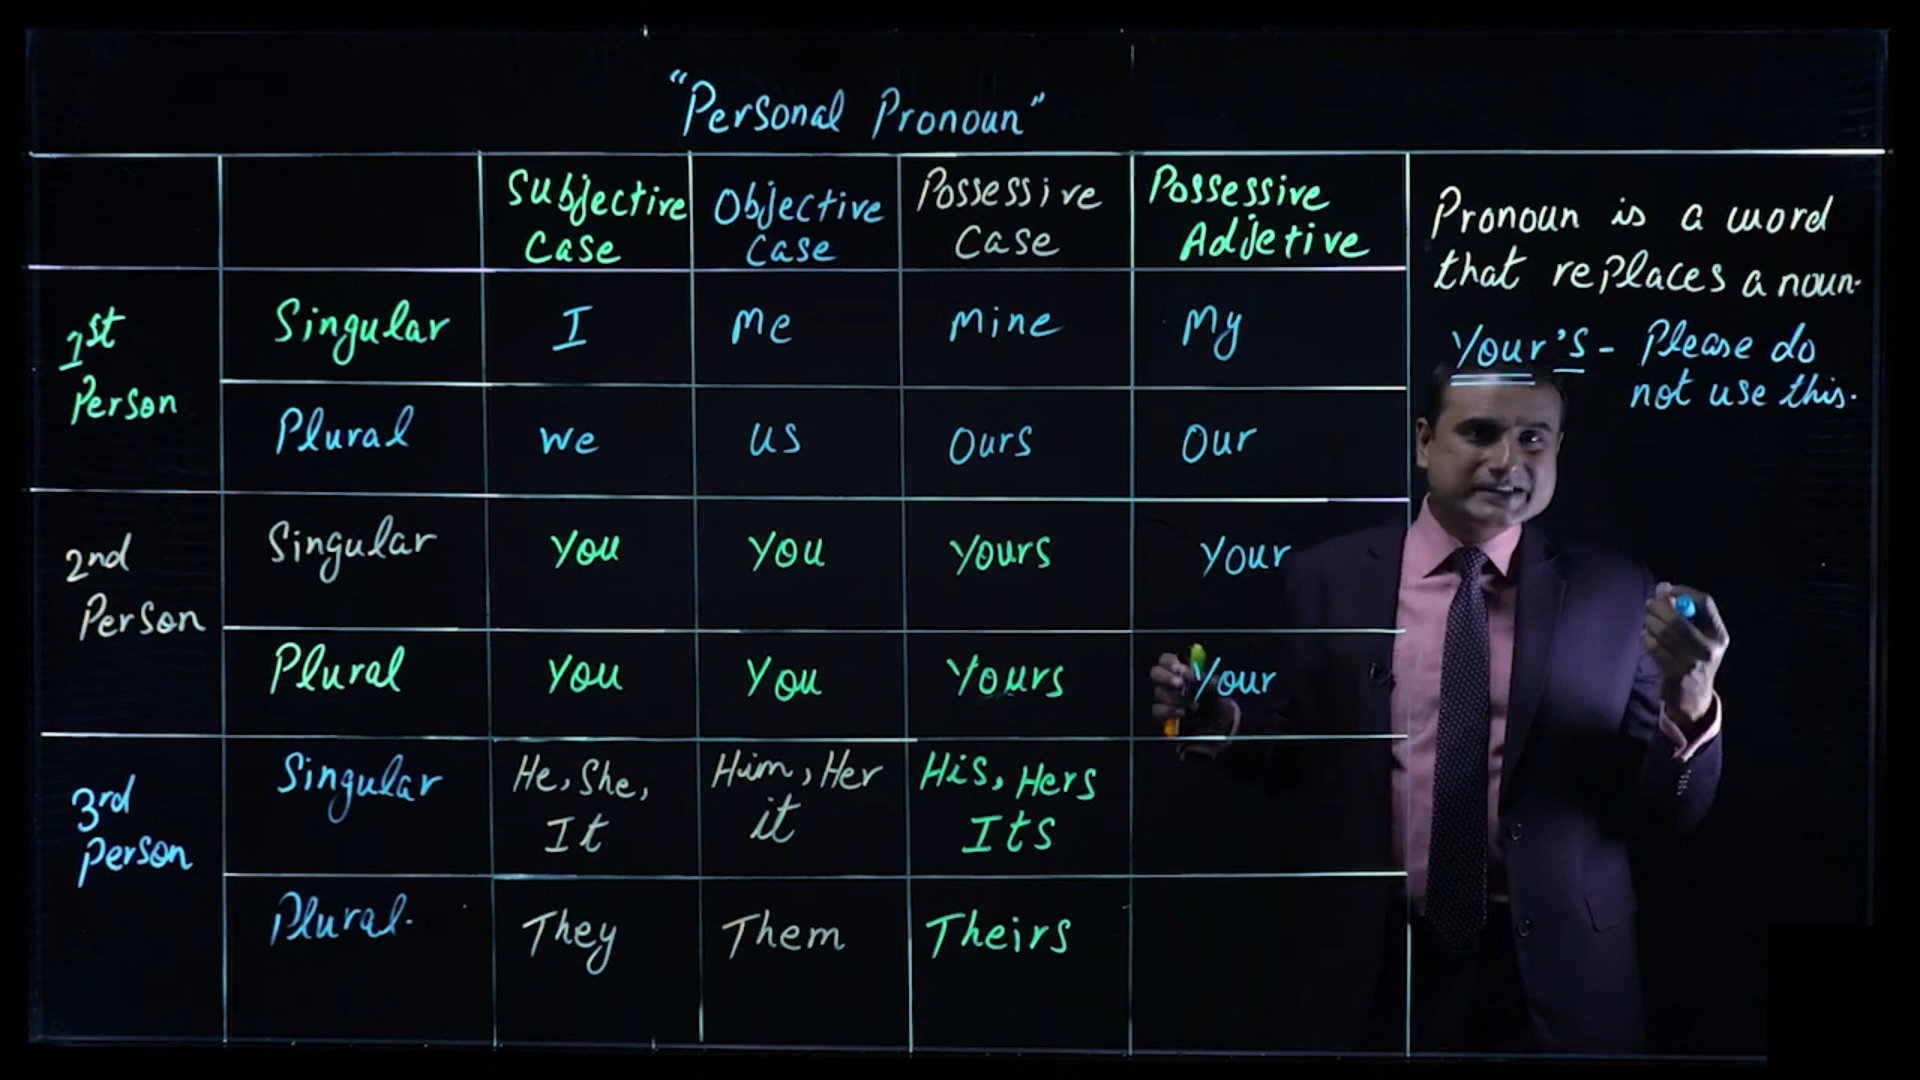 "Personal Pronoun"
Subjective Case
Objective Case
Possessive Case
Possessive Adjetive
1st Person
Singular
I
me
mine
my
Plural
we
us
ours
our
2nd Person
Singular
you
you
yours
your
Plural
you
you
yours
your
3rd Person
Singular
He, She,
It
Him, Her
it
His, Hers
Its
Plural.
They
Them
Theirs
Pronoun is a word
that replaces a noun.
Your's - Please do
not use this.